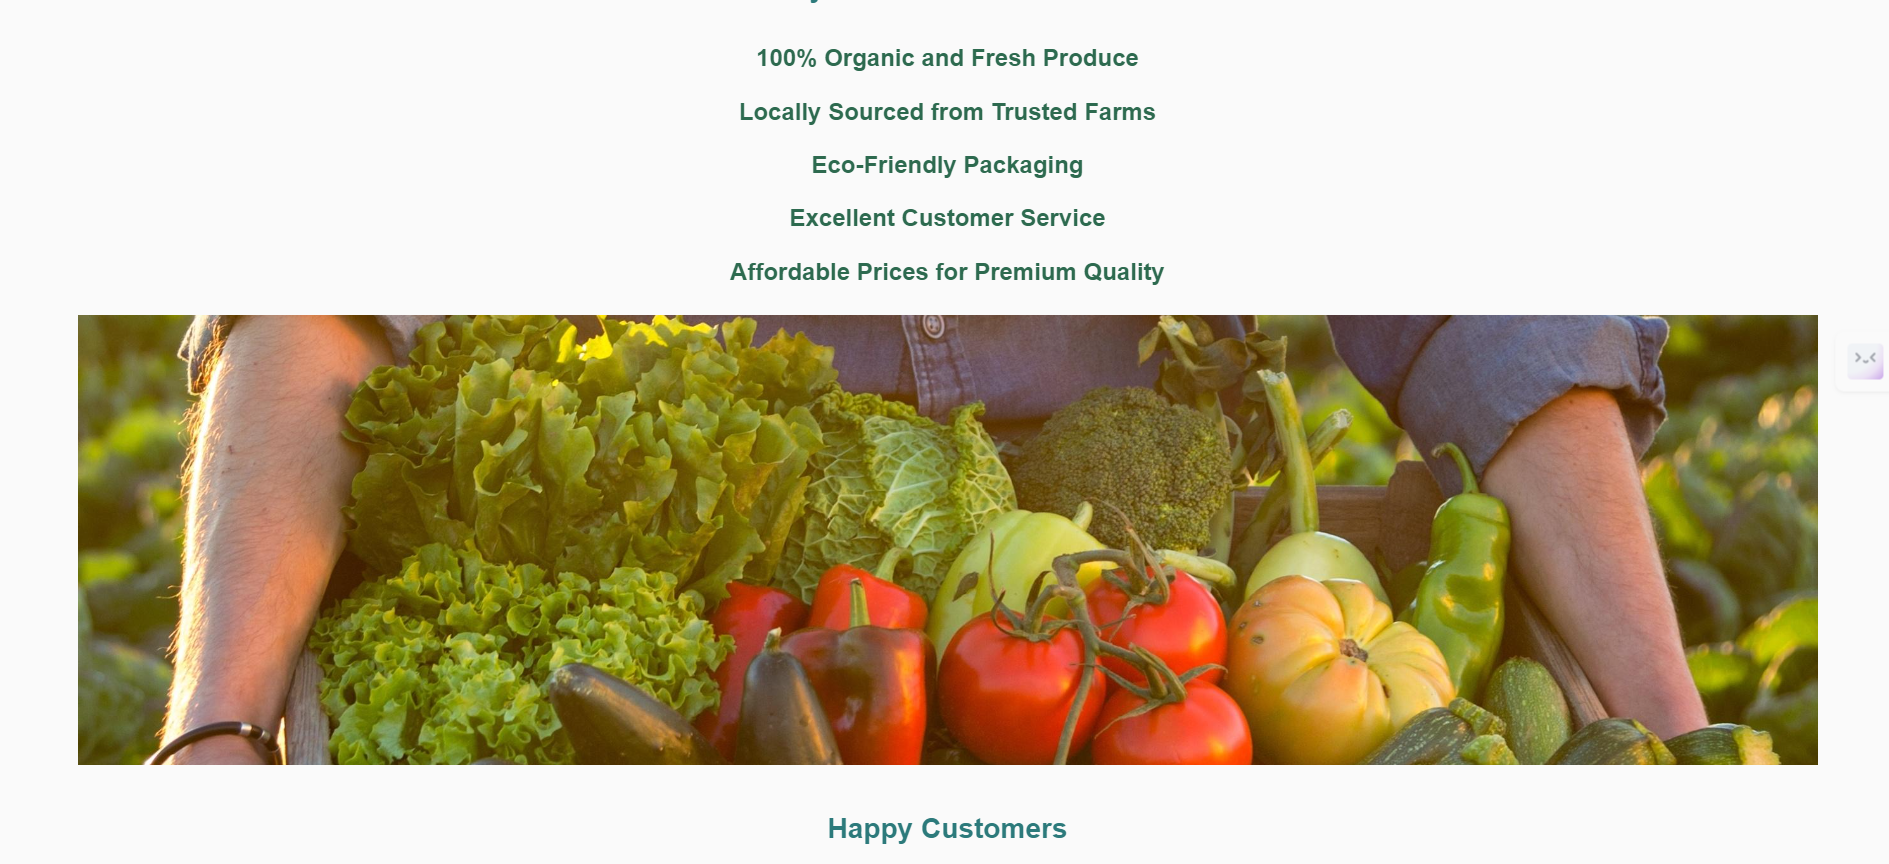 100% Organic and Fresh Produce
Locally Sourced from Trusted Farms
Eco-Friendly Packaging
Excellent Customer Service
Affordable Prices for Premium Quality
Happy Customers